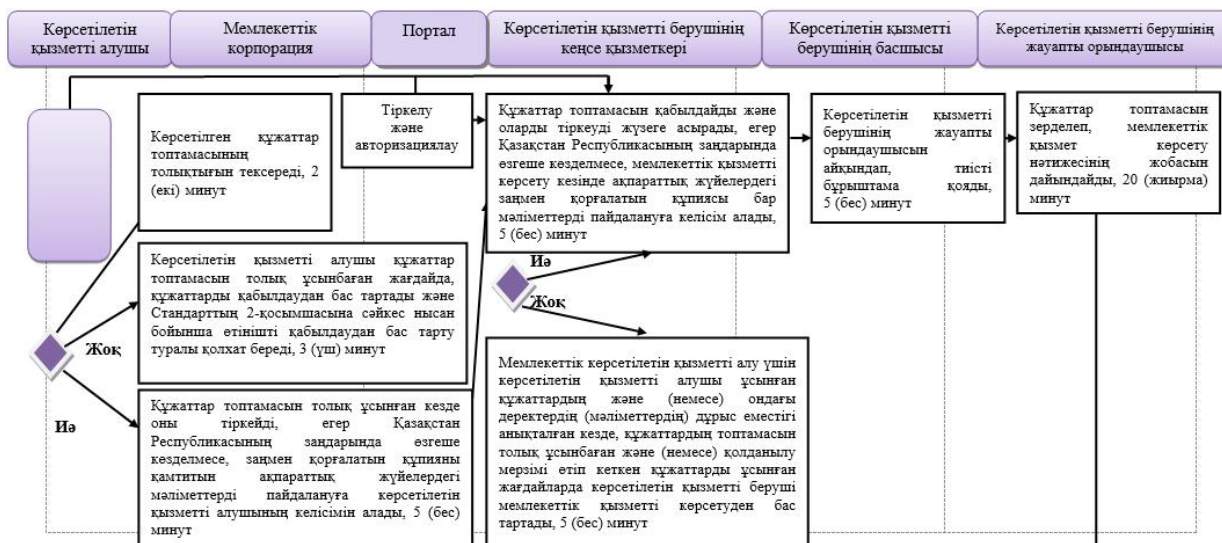 Көрсетілетін
қызметті алушы
Мемлекеттік
корпорация
Портал
Көрсетілетін қызметті берушінің
кеңсе қызметкері
Көрсетілетін қызметті
берушінің басшысы
Көрсетілетін қызметті берушінің
жауапты орындаушысы
Көрсетілген құжаттар
топтамасының
толықтығын тексереді, 2
(екі) минут
Тіркелу
және
авторизациялау
Құжаттар топтамасын қабылдайды және
оларды тіркеуді жүзеге асырады, егер
Қазақстан Республикасының заңдарында
өзгеше көзделмесе, мемлекеттік қызметті
көрсету кезінде ақпараттық жүйелердегі
заңмен қорғалатын құпиясы бар
мәліметтерді пайдалануға келісім алады,
5 (бес) минут
Көрсетілетін қызметті
берушінің жауапты
орындаушысын
айқындап, тиісті
бұрыштама қояды,
5 (бес) минут
Құжаттар топтамасын
зерделеп, мемлекеттік
қызмет көрсету
нәтижесінің жобасын
дайындайды, 20 (жиырма)
минут
Көрсетілетін қызметті алушы құжаттар
топтамасын толық ұсынбаған жағдайда,
құжаттарды қабылдаудан бас тартады және
Стандарттың 2-қосымшасына сәйкес нысан
бойынша өтінішті қабылдаудан бас тарту
туралы қолхат береді, 3 (үш) минут
Иә
Жоқ
Жоқ
Иә
Құжаттар топтамасын толық ұсынған кезде
оны тіркейді, егер Қазақстан
Республикасының заңдарында өзгеше
көзделмесе, заңмен қорғалатын құпияны
қамтитын ақпараттық жүйелердегі
мәліметтерді пайдалануға көрсетілетін
қызметті алушының келісімін алады, 5 (бес)
минут
Мемлекеттік көрсетілетін қызметті алу үшін
көрсетілетін қызметті алушы ұсынған
құжаттардың және (немесе) ондағы
деректердің (мәліметтердің) дұрыс еместігі
анықталған кезде, құжаттардың топтамасын
толық ұсынбаған және (немесе) қолданылу
мерзімі өтіп кеткен құжаттарды ұсынған
жағдайларда көрсетілетін қызметті беруші
мемлекеттік қызметті көрсетуден бас
тартады, 5 (бес) минут